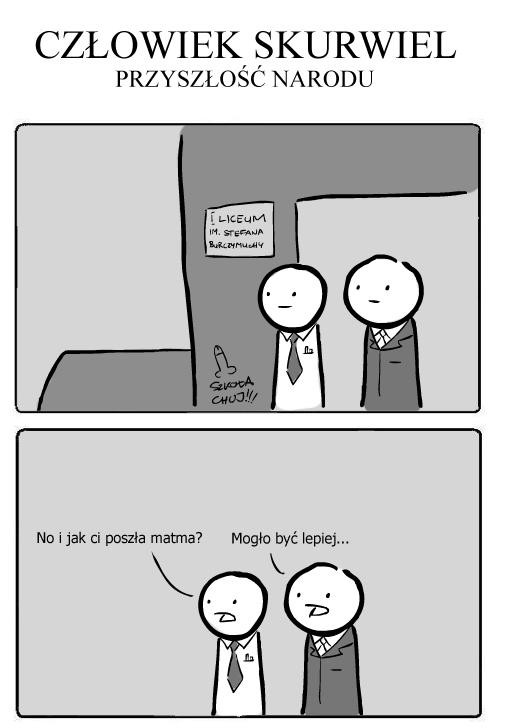 CZŁOWIEK SKURWIEL
PRZYSZŁOŚĆ NARODU
I LICEUM
IM. STEFANA
BURCZYMUCHY
SZKOŁA
CHUJ!!!
No i jak ci poszła matma? Mogło być lepiej...